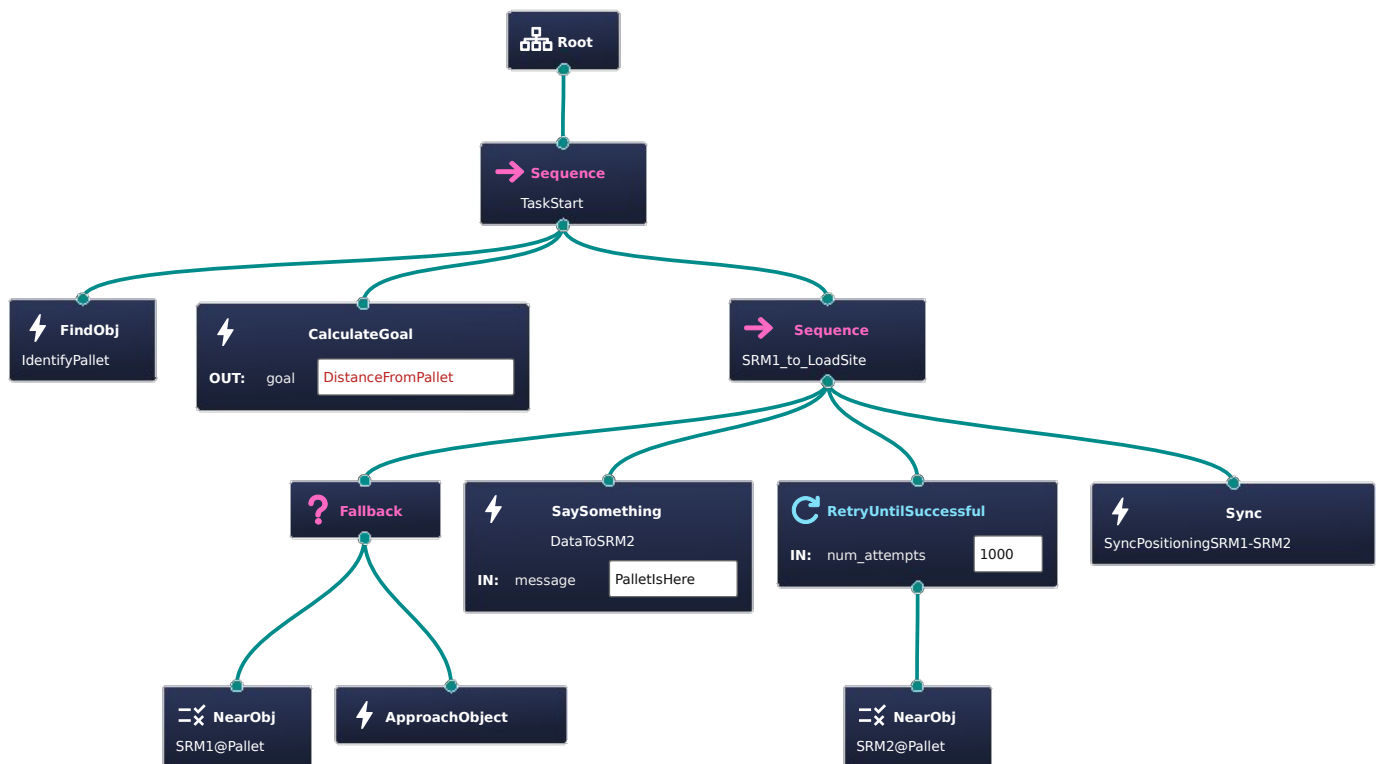 Root
Sequence
TaskStart
FindObj
IdentifyPallet
CalculateGoal
OUT: goal DistanceFromPallet
Sequence
SRM1_to_LoadSite
Fallback
SaySomething
DataToSRM2
IN: message PalletIsHere
RetryUntilSuccessful
IN: num_attempts 1000
Sync
SyncPositioningSRM1-SRM2
NearObj
SRM1@Pallet
ApproachObject
NearObj
SRM2@Pallet